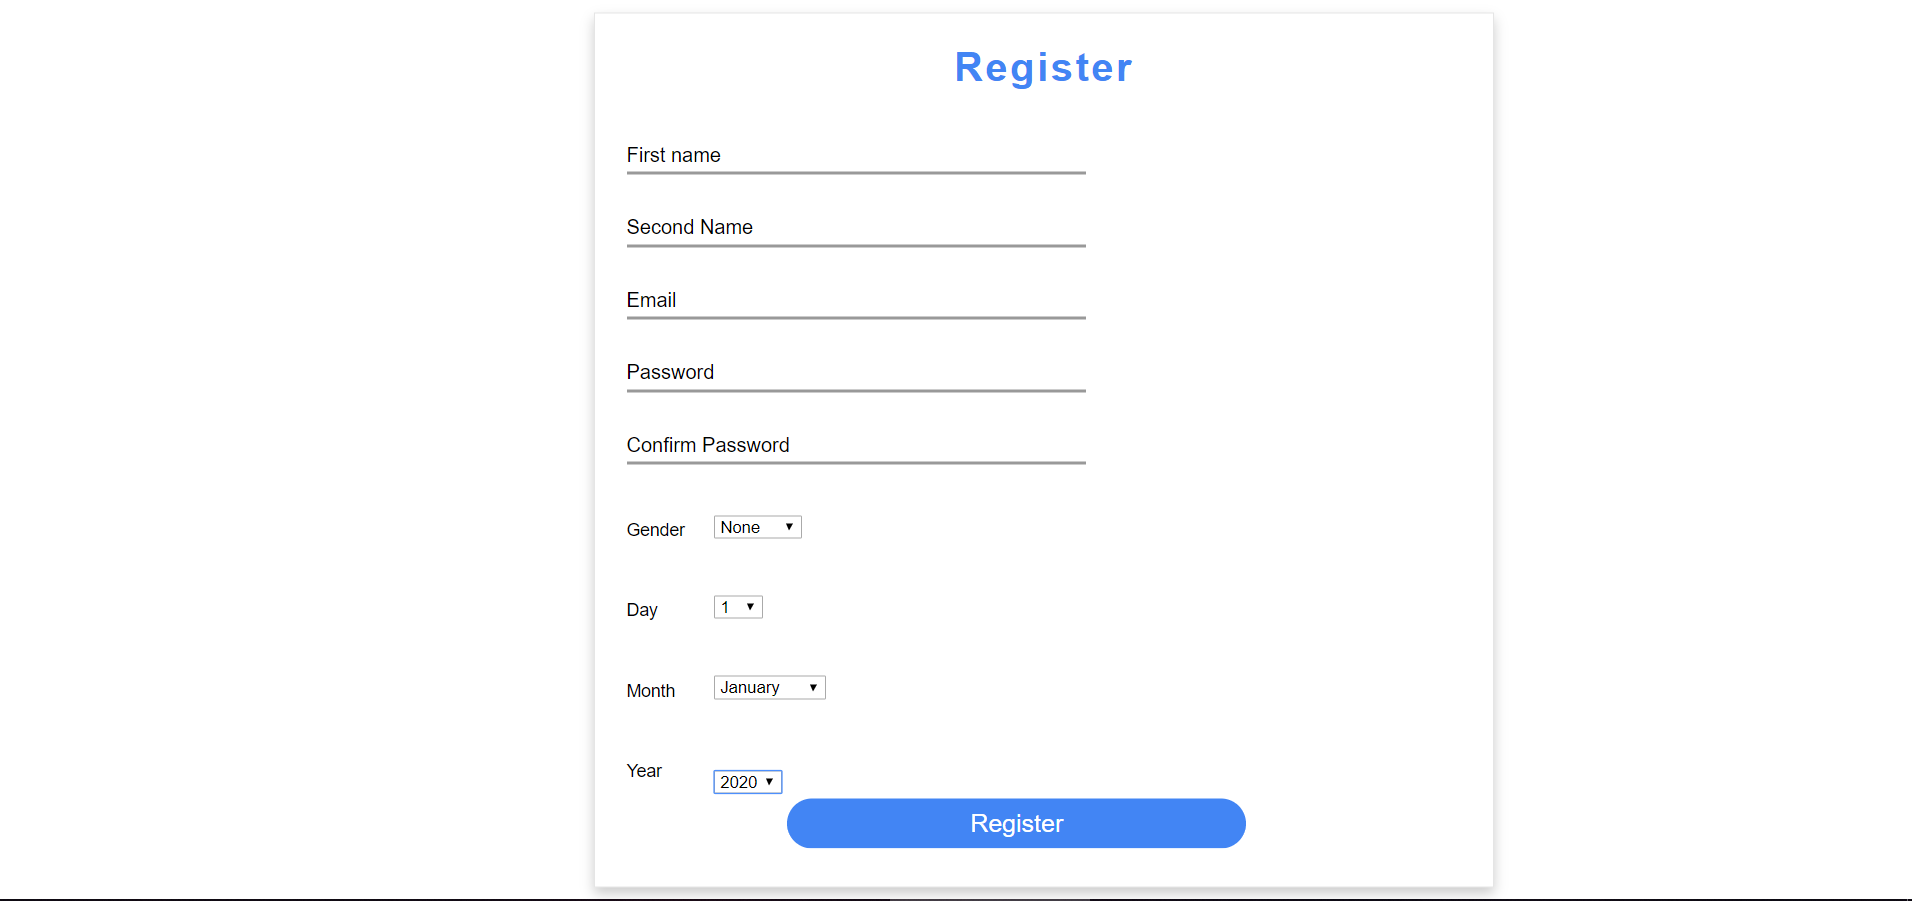 Register
First name
Second Name
Email
Password
Confirm Password
Gender None
Day 1
Month January
Year 2020
Register